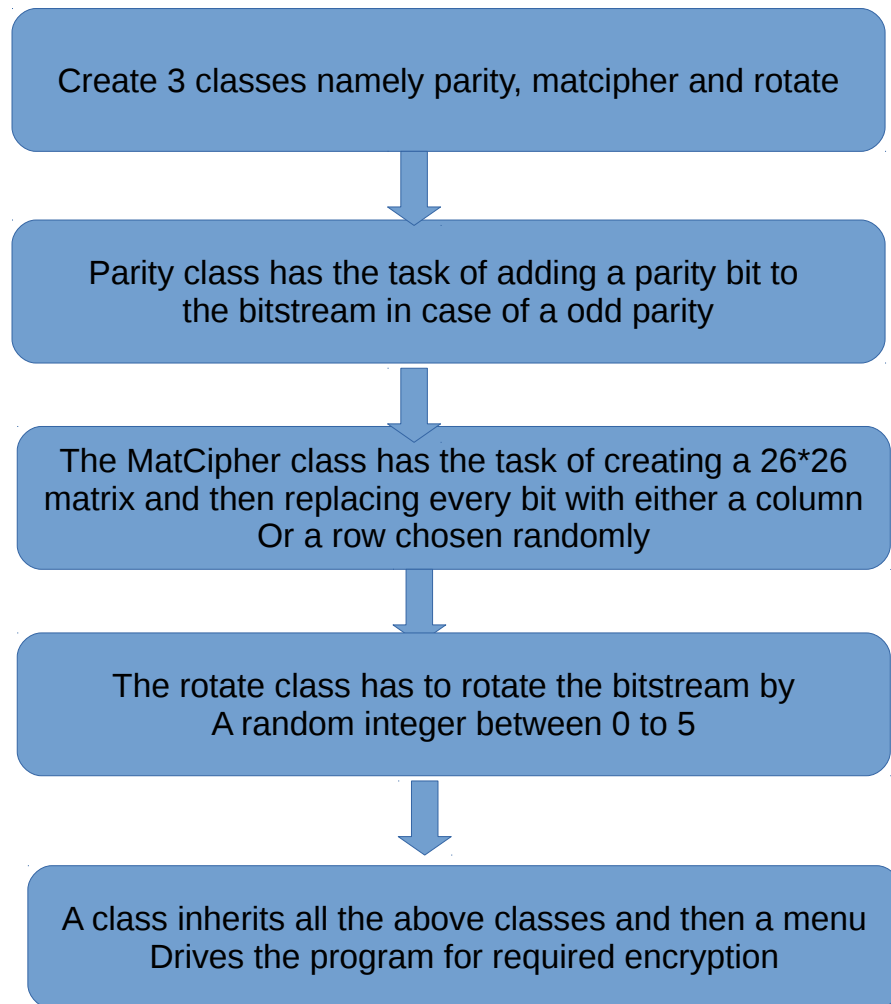 Create 3 classes namely parity, matcipher and rotate
Parity class has the task of adding a parity bit to
the bitstream in case of a odd parity
The MatCipher class has the task of creating a 26*26
matrix and then replacing every bit with either a column
Or a row chosen randomly
The rotate class has to rotate the bitstream by
A random integer between 0 to 5
A class inherits all the above classes and then a menu
Drives the program for required encryption